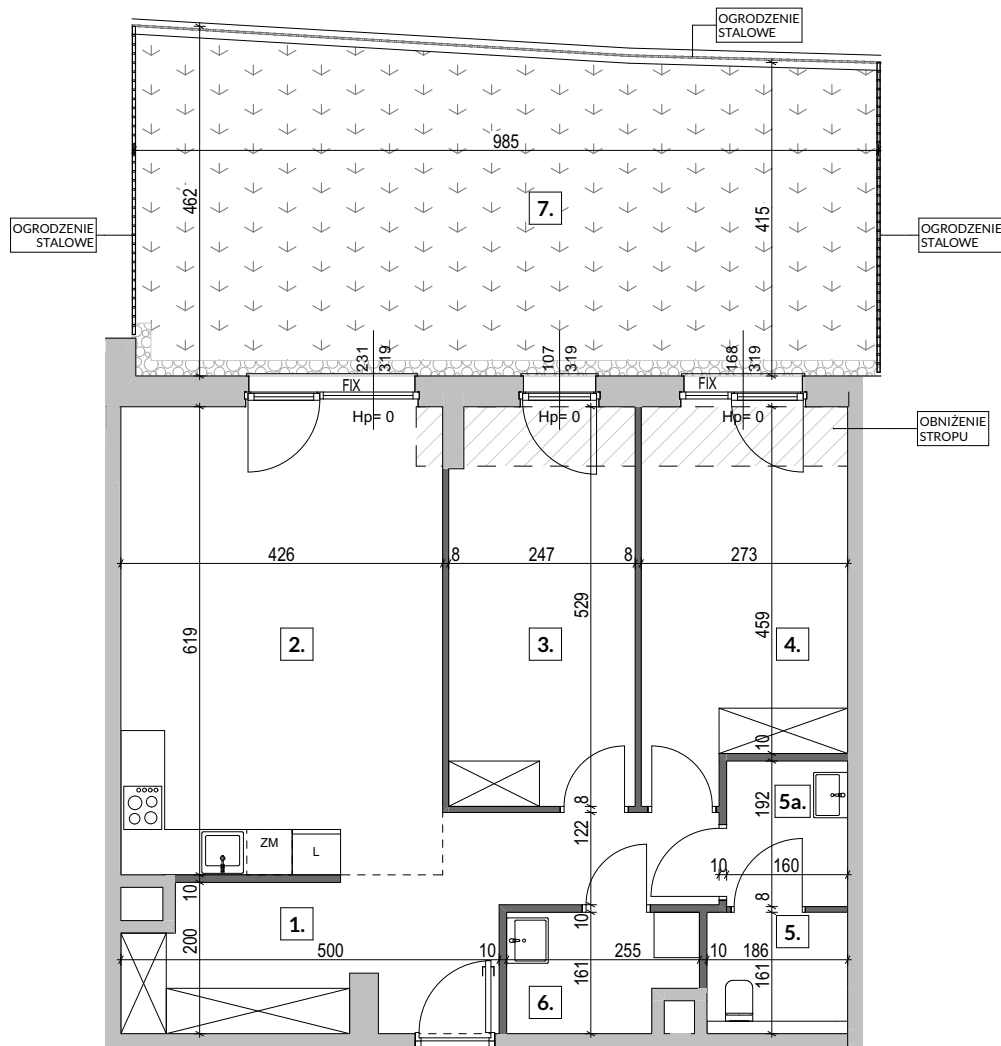 OGRODZENIE
STALOWE
985
462
7.
415
OGRODZENIE
STALOWE
OGRODZENIE
STALOWE
231
319
107
319
168
319
FIX
FIX
Hp= 0
Hp= 0
Hp= 0
OBNIŻENIE
STROPU
426
8
247
8
273
529
459
619
2.
3.
4.
10
5a.
192
8
122
ZM
L
10
160
8
10
1.
10
5.
200
500
10
255
10
186
161
6.
161